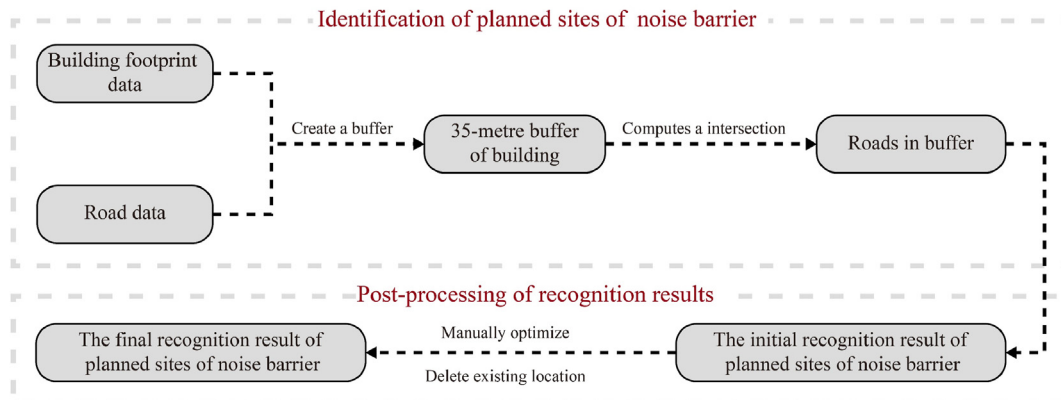 Identification of planned sites of noise barrier
Building footprint
data
Create a buffer
35-metre buffer
of building
Computes a intersection
Roads in buffer
Road data
Post-processing of recognition results
The final recognition result of
planned sites of noise barrier
Manually optimize
Delete existing location
The initial recognition result of
planned sites of noise barrier